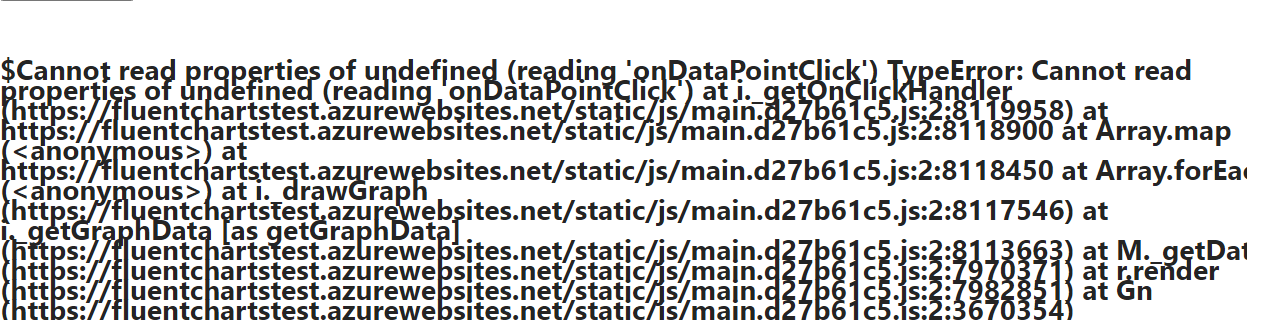 $Cannot read properties of undefined (reading 'onDataPointClick') TypeError: Cannot read
properties of undefined (reading 'onDataPointClick') at i._getOnClickHandler
(https://fluentchartstest.azurewebsites.net/static/js/main.d27b61c5.js:2:8119958) at
https://fluentchartstest.azurewebsites.net/static/js/main.d27b61c5.js:2:8118900 at Array.map
(<anonymous>) at
https://fluentchartstest.azurewebsites.net/static/js/main.d27b61c5.js:2:8118450 at Array.forEac
(<anonymous>) at i._drawGraph
(https://fluentchartstest.azurewebsites.net/static/js/main.d27b61c5.js:2:8117546) at
i._getGraphData [as getGraphData]
(https://fluentchartstest.azurewebsites.net/static/js/main.d27b61c5.js:2:8113663) at M._getDat
(https://fluentchartstest.azurewebsites.net/static/js/main.d27b61c5.js:2:7970371) at r.render
(https://fluentchartstest.azurewebsites.net/static/js/main.d27b61c5.js:2:7982851) at Gn
(https://fluentchartstest.azurewebsites.net/static/js/main.d27b61c5.js:2:3670354)